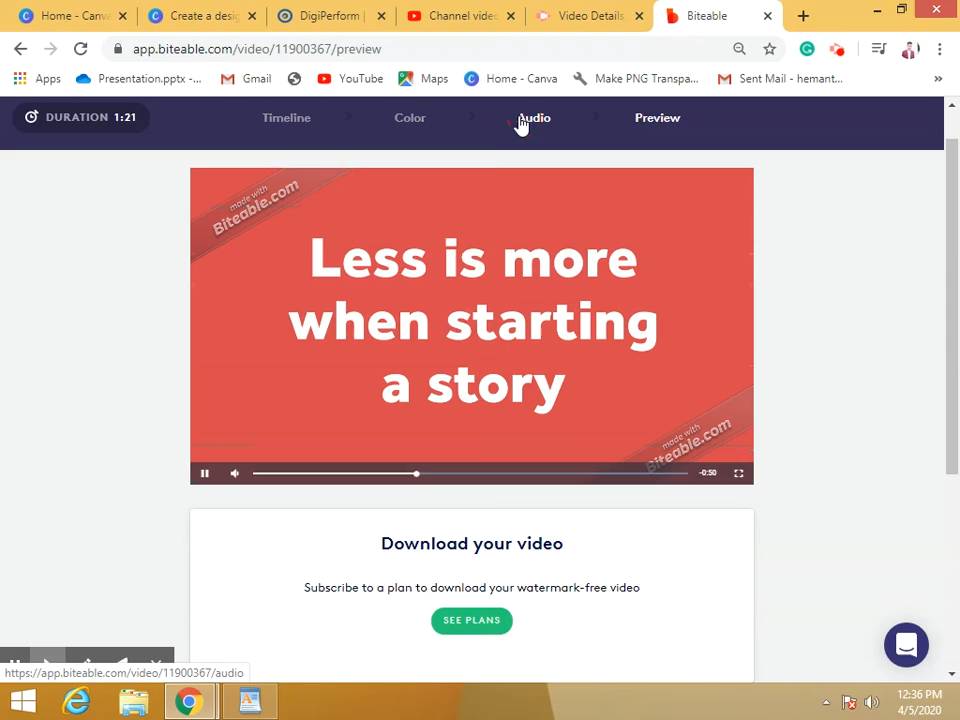 Home - Canv
Create a desi
DigiPerform |
Channel vide
Video Details
Biteable
app.biteable.com/video/11900367/preview
Apps
Presentation.pptx -...
Gmail
YouTube
Maps
Home - Canva
Make PNG Transpa...
Sent Mail - hemant...
»
DURATION 1:21
Timeline
Color
Audio
Preview
made with
Biteable.com
Less is more
when starting
a story
made with
Biteable.com
-0:50
Download your video
Subscribe to a plan to download your watermark-free video
SEE PLANS
https://app.biteable.com/video/11900367/audio
12:36 PM
4/5/2020